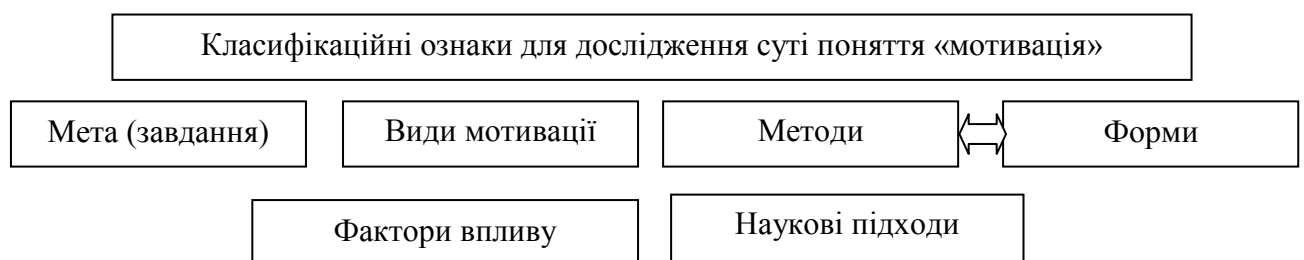 Класифікаційні ознаки для дослідження суті поняття «мотивація»
Мета (завдання)
Види мотивації
Методи
Форми
Фактори впливу
Наукові підходи